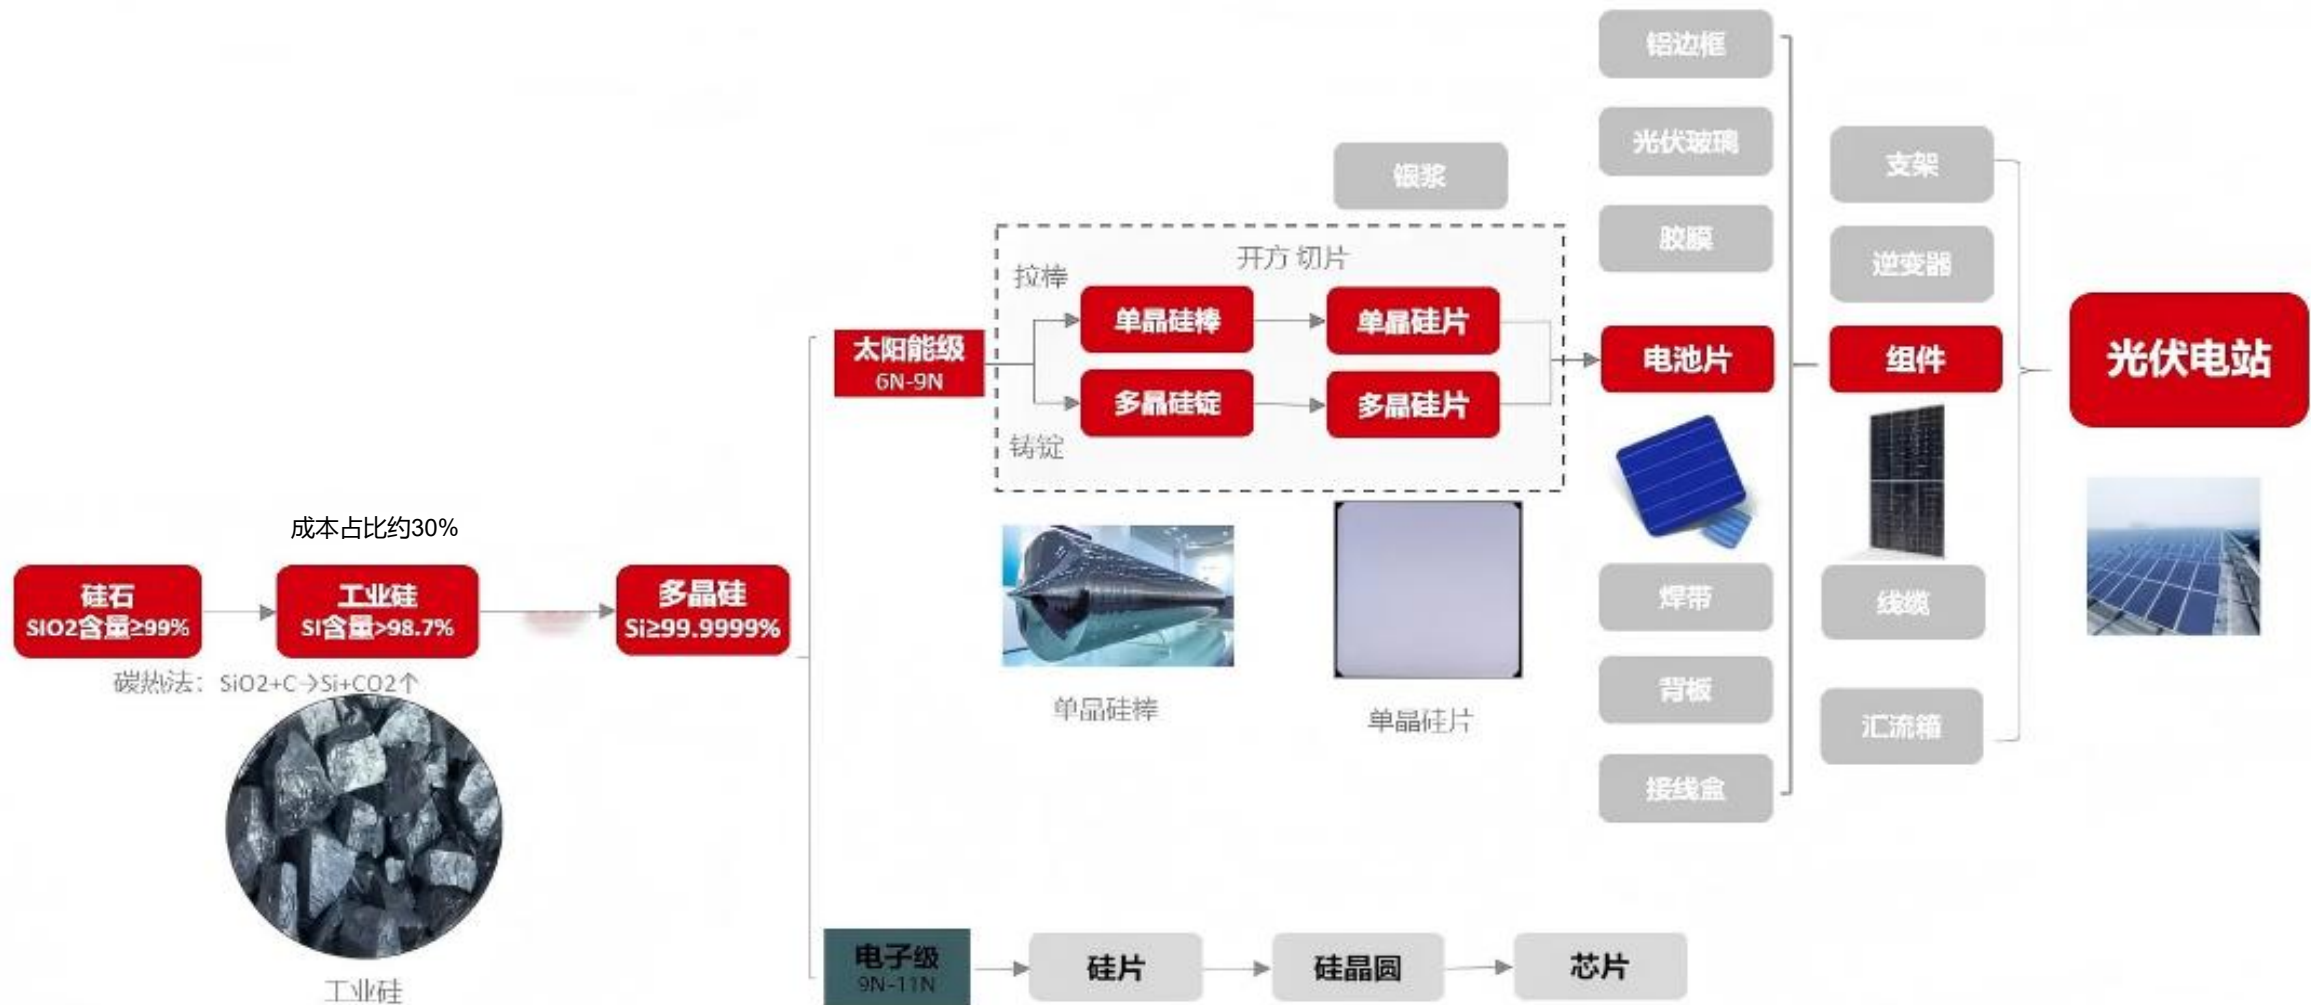 铝边框
光伏玻璃
银浆
支架
胶膜
逆变器
开方 切片
拉棒
单晶硅棒
单晶硅片
太阳能级
6N-9N
电池片
组件
光伏电站
多晶硅锭
多晶硅片
铸锭
成本占比约30%
硅石
SIO2含量≥99%
工业硅
SI含量>98.7%
多晶硅
Si≥99.9999%
焊带
线缆
碳热法：SiO2+C→Si+CO2↑
背板
单晶硅棒
单晶硅片
汇流箱
接线盒
电子级
9N-11N
硅片
硅晶圆
芯片
工业硅